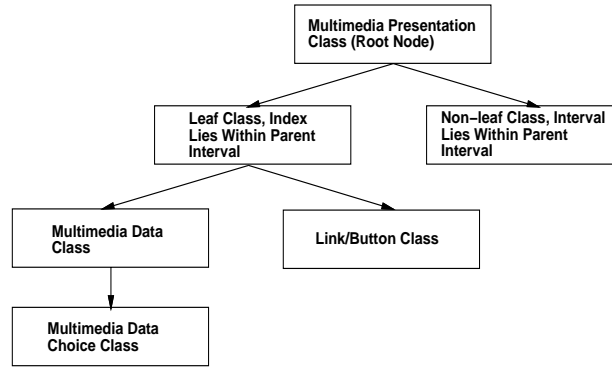 Multimedia Presentation
Class (Root Node)
Leaf Class, Index
Lies Within Parent
Interval
Non−leaf Class, Interval
Lies Within Parent
Interval
Multimedia Data
Class
Link/Button Class
Multimedia Data
Choice Class